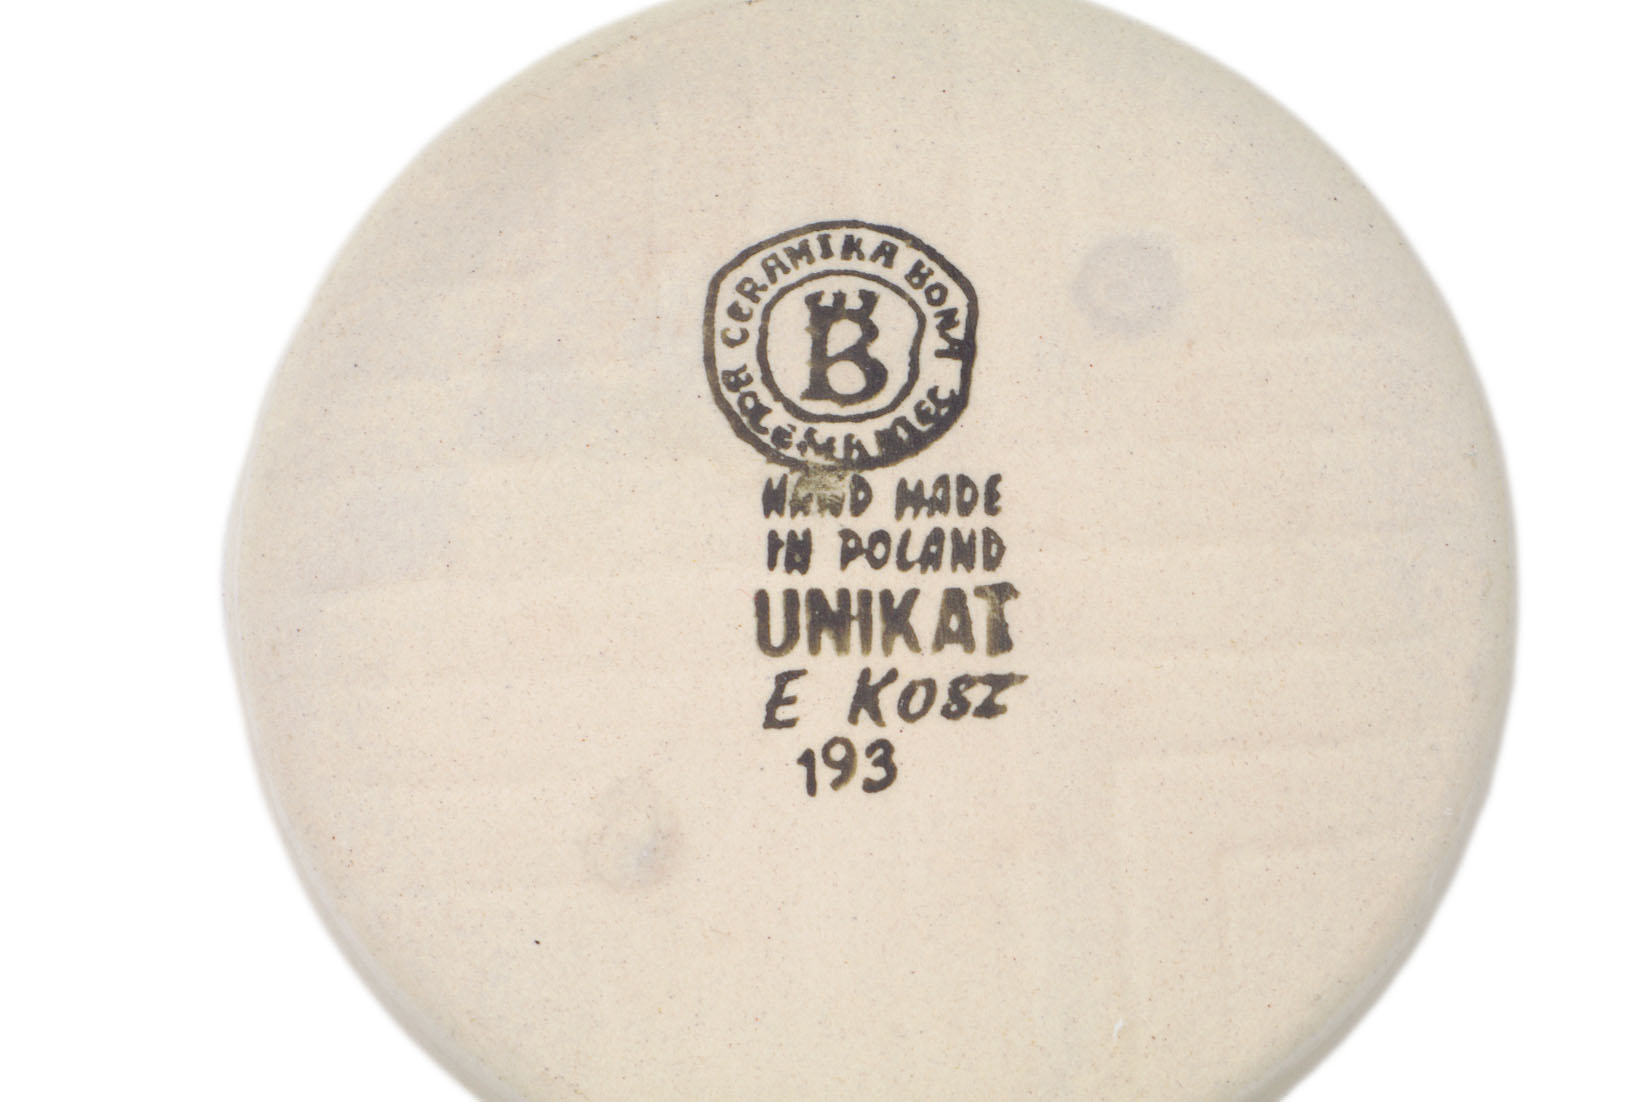 CERAMIKA BONA
BOLESŁAWIEC
B
HAND MADE
IN POLAND
UNIKAT
E KOSZ
193